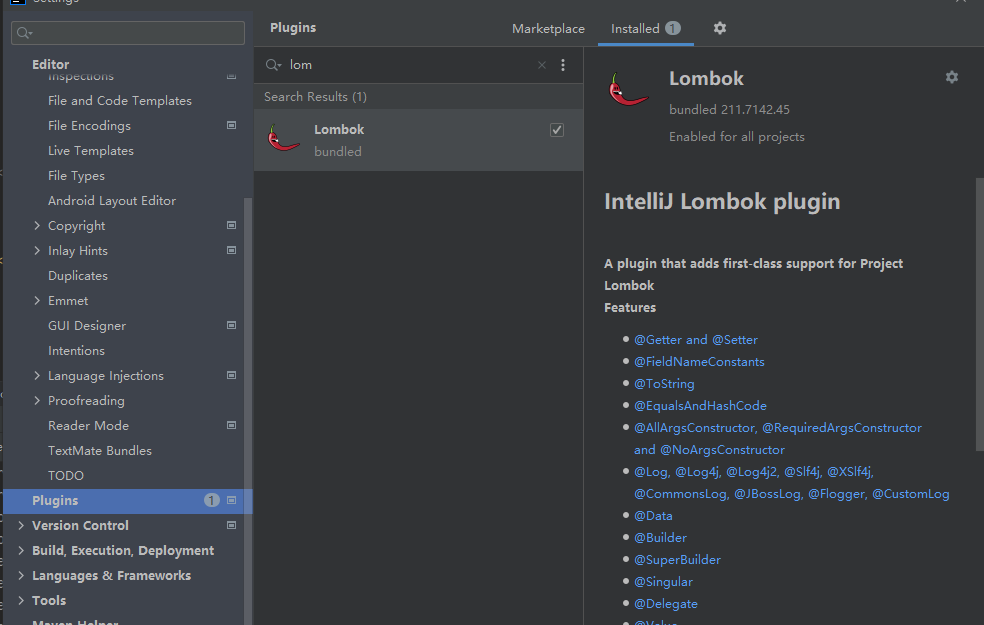 Settings
Editor
Inspections
File and Code Templates
File Encodings
Live Templates
File Types
Android Layout Editor
Copyright
Inlay Hints
Duplicates
Emmet
GUI Designer
Intentions
Language Injections
Proofreading
Reader Mode
TextMate Bundles
TODO
Plugins 1
Version Control
Build, Execution, Deployment
Languages & Frameworks
Tools
Maven Helper
Plugins
Marketplace
Installed 1
lom
Search Results (1)
Lombok
bundled
Lombok
bundled 211.7142.45
Enabled for all projects
IntelliJ Lombok plugin
A plugin that adds first-class support for Project
Lombok
Features
@Getter and @Setter
@FieldNameConstants
@ToString
@EqualsAndHashCode
@AllArgsConstructor, @RequiredArgsConstructor
and @NoArgsConstructor
@Log, @Log4j, @Log4j2, @Slf4j, @XSlf4j,
@CommonsLog, @JBossLog, @Flogger, @CustomLog
@Data
@Builder
@SuperBuilder
@Singular
@Delegate
@Value